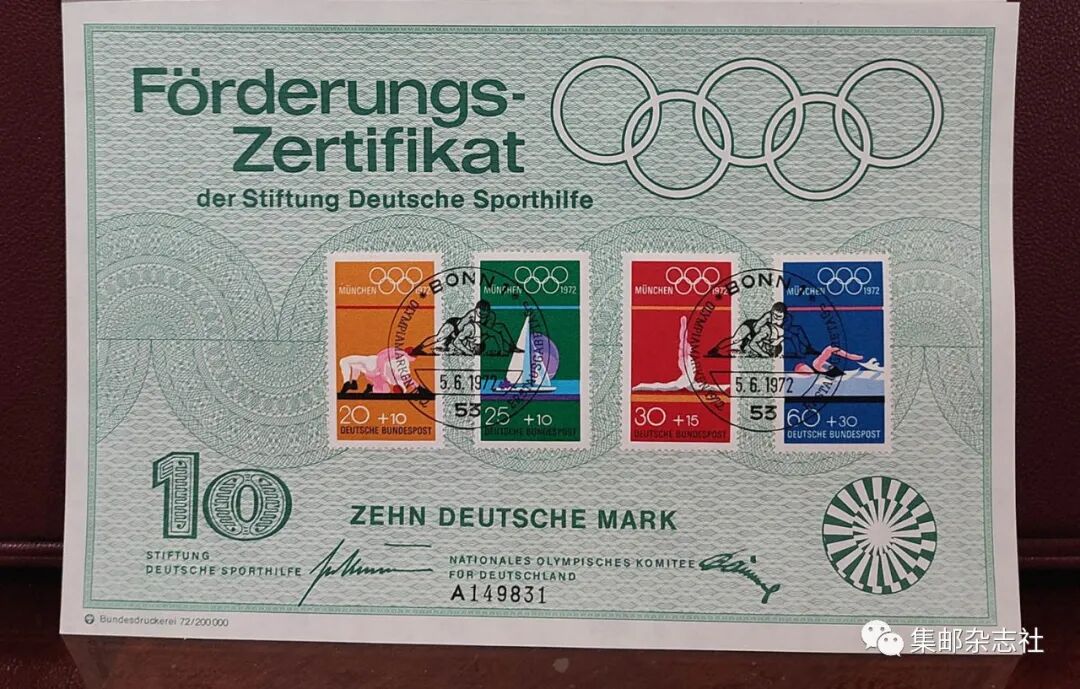 Förderungs-
Zertifikat
der Stiftung Deutsche Sporthilfe
MÜNCHEN 1972
20 +10
DEUTSCHE BUNDESPOST
MÜNCHEN 1972
25 +10
DEUTSCHE BUNDESPOST
MÜNCHEN 1972
30 +15
DEUTSCHE BUNDESPOST
MÜNCHEN 1972
60 +30
DEUTSCHE BUNDESPOST
BONN
OLYMPIAMARKEN
5.6.1972
53
BONN
OLYMPIAMARKEN
5.6.1972
53
10
ZEHN DEUTSCHE MARK
STIFTUNG
DEUTSCHE SPORTHILFE
NATIONALES OLYMPISCHES KOMITEE
FÜR DEUTSCHLAND
A149831
Bundesdruckerei 72/200000
集邮杂志社